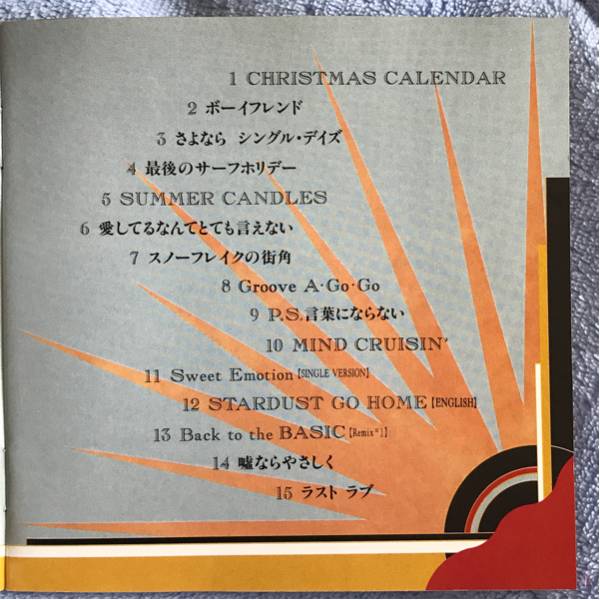 1 CHRISTMAS CALENDAR
2 ボーイフレンド
3 さよなら シングル・デイズ
4 最後のサーフホリデー
5 SUMMER CANDLES
6 愛してるなんてとても言えない
7 スノーフレイクの街角
8 Groove A・Go・Go
9 P.S.言葉にならない
10 MIND CRUISIN'
11 Sweet Emotion【SINGLE VERSION】
12 STARDUST GO HOME【ENGLISH】
13 Back to the BASIC【Remix*1】
14 嘘ならやさしく
15 ラスト ラブ